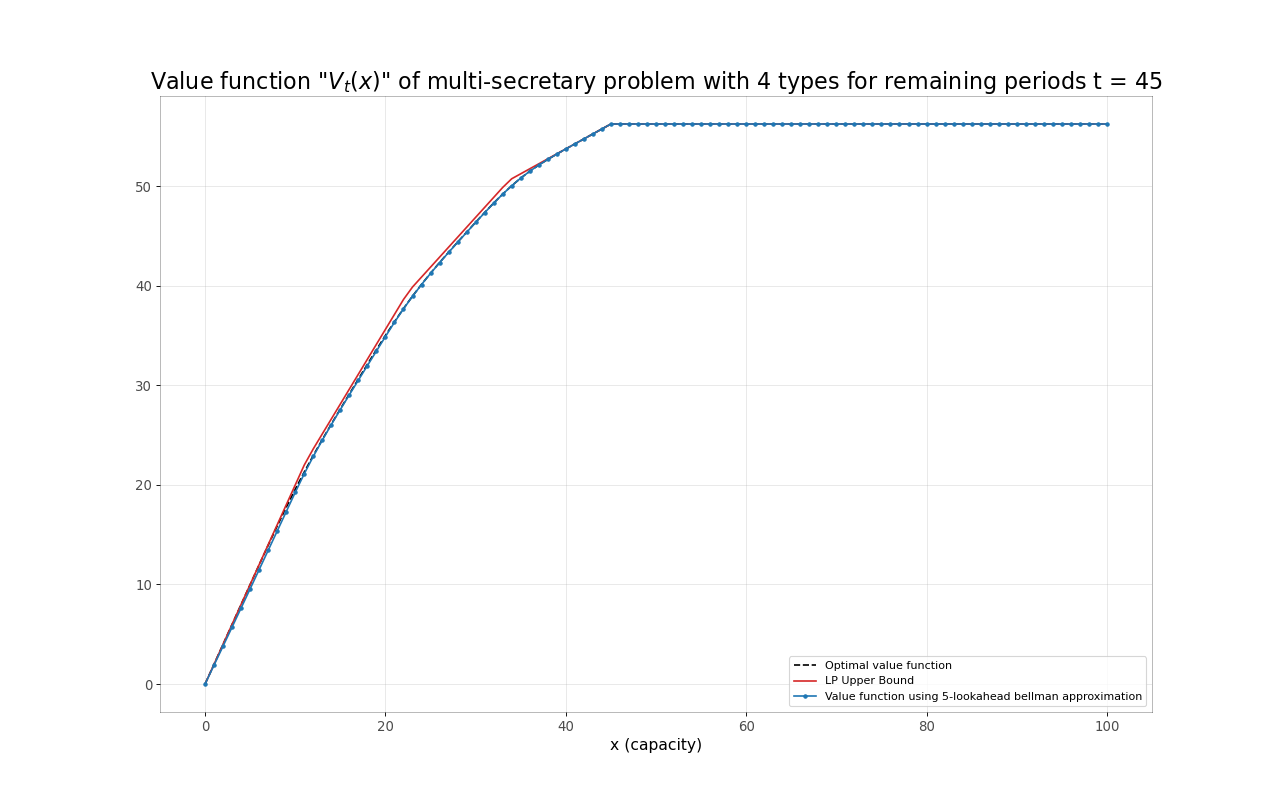 Value function "V_t(x)" of multi-secretary problem with 4 types for remaining periods t = 45
50
40
30
20
10
0
Optimal value function
LP Upper Bound
Value function using 5-lookahead bellman approximation
0 20 40 60 80 100
x (capacity)